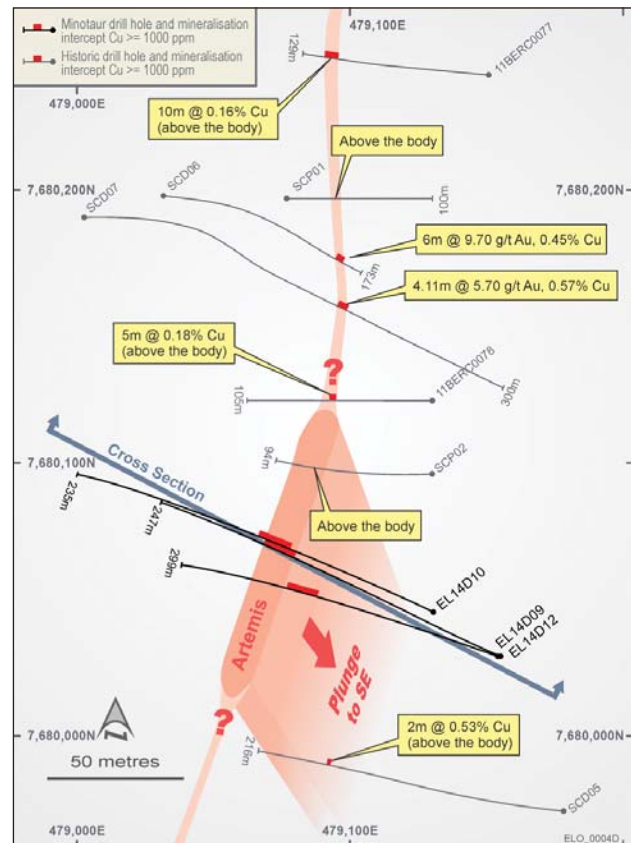 Minotaur drill hole and mineralisation
intercept Cu >= 1000 ppm
Historic drill hole and mineralisation
intercept Cu >= 1000 ppm
479,100E
129m
11BERC0077
479,000E
10m @ 0.16% Cu
(above the body)
Above the body
SCD06
SCP01
7,680,200N
7,680,200N
SCD07
100m
6m @ 9.70 g/t Au, 0.45% Cu
173m
4.11m @ 5.70 g/t Au, 0.57% Cu
5m @ 0.18% Cu
(above the body)
?
300m
105m
11BERC0078
Cross Section
94m
7,680,100N
7,680,100N
SCP02
235m
247m
Above the body
299m
EL14D10
EL14D09
EL14D12
Artemis
Plunge
to SE
?
2m @ 0.53% Cu
(above the body)
7,680,000N
7,680,000N
216m
50 metres
SCD05
479,000E
479,100E
ELO_0004D